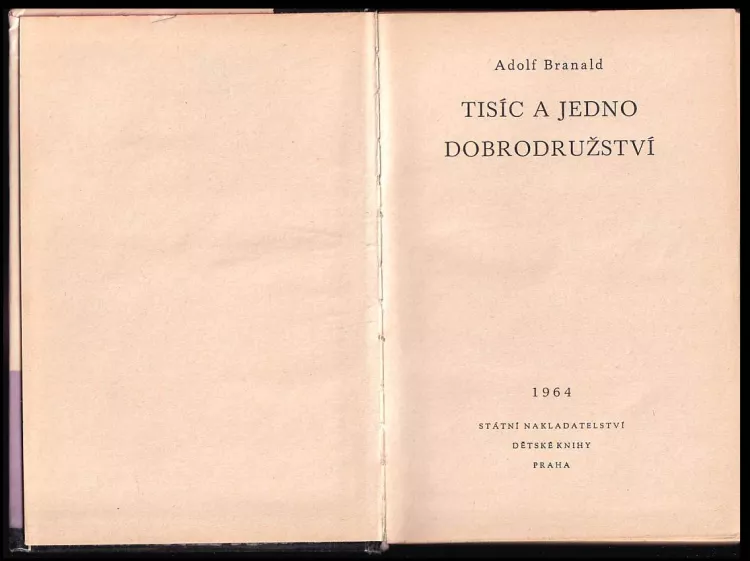 Adolf Branald
TISÍC A JEDNO
DOBRODRUŽSTVÍ
1964
STÁTNÍ NAKLADATELSTVÍ
DĚTSKÉ KNIHY
PRAHA